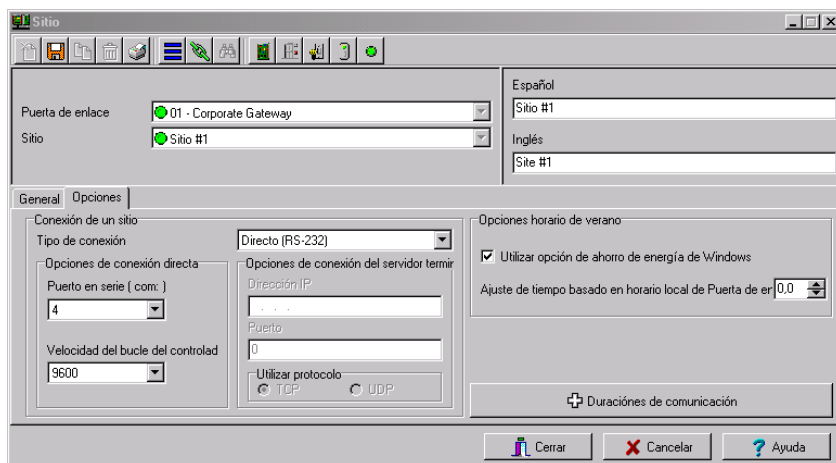 Sitio
Español
Puerta de enlace
01 - Corporate Gateway
Sitio #1
Sitio
Sitio #1
Inglés
Site #1
General
Opciones
Conexión de un sitio
Tipo de conexión
Directo (RS-232)
Opciones de conexión directa
Puerto en serie ( com: )
4
Velocidad del bucle del controlad
9600
Opciones de conexión del servidor termir
Dirección IP
. . .
Puerto
0
Utilizar protocolo
TCP
UDP
Opciones horario de verano
Utilizar opción de ahorro de energía de Windows
Ajuste de tiempo basado en horario local de Puerta de er
0,0
Duraciónes de comunicación
Cerrar
Cancelar
Ayuda